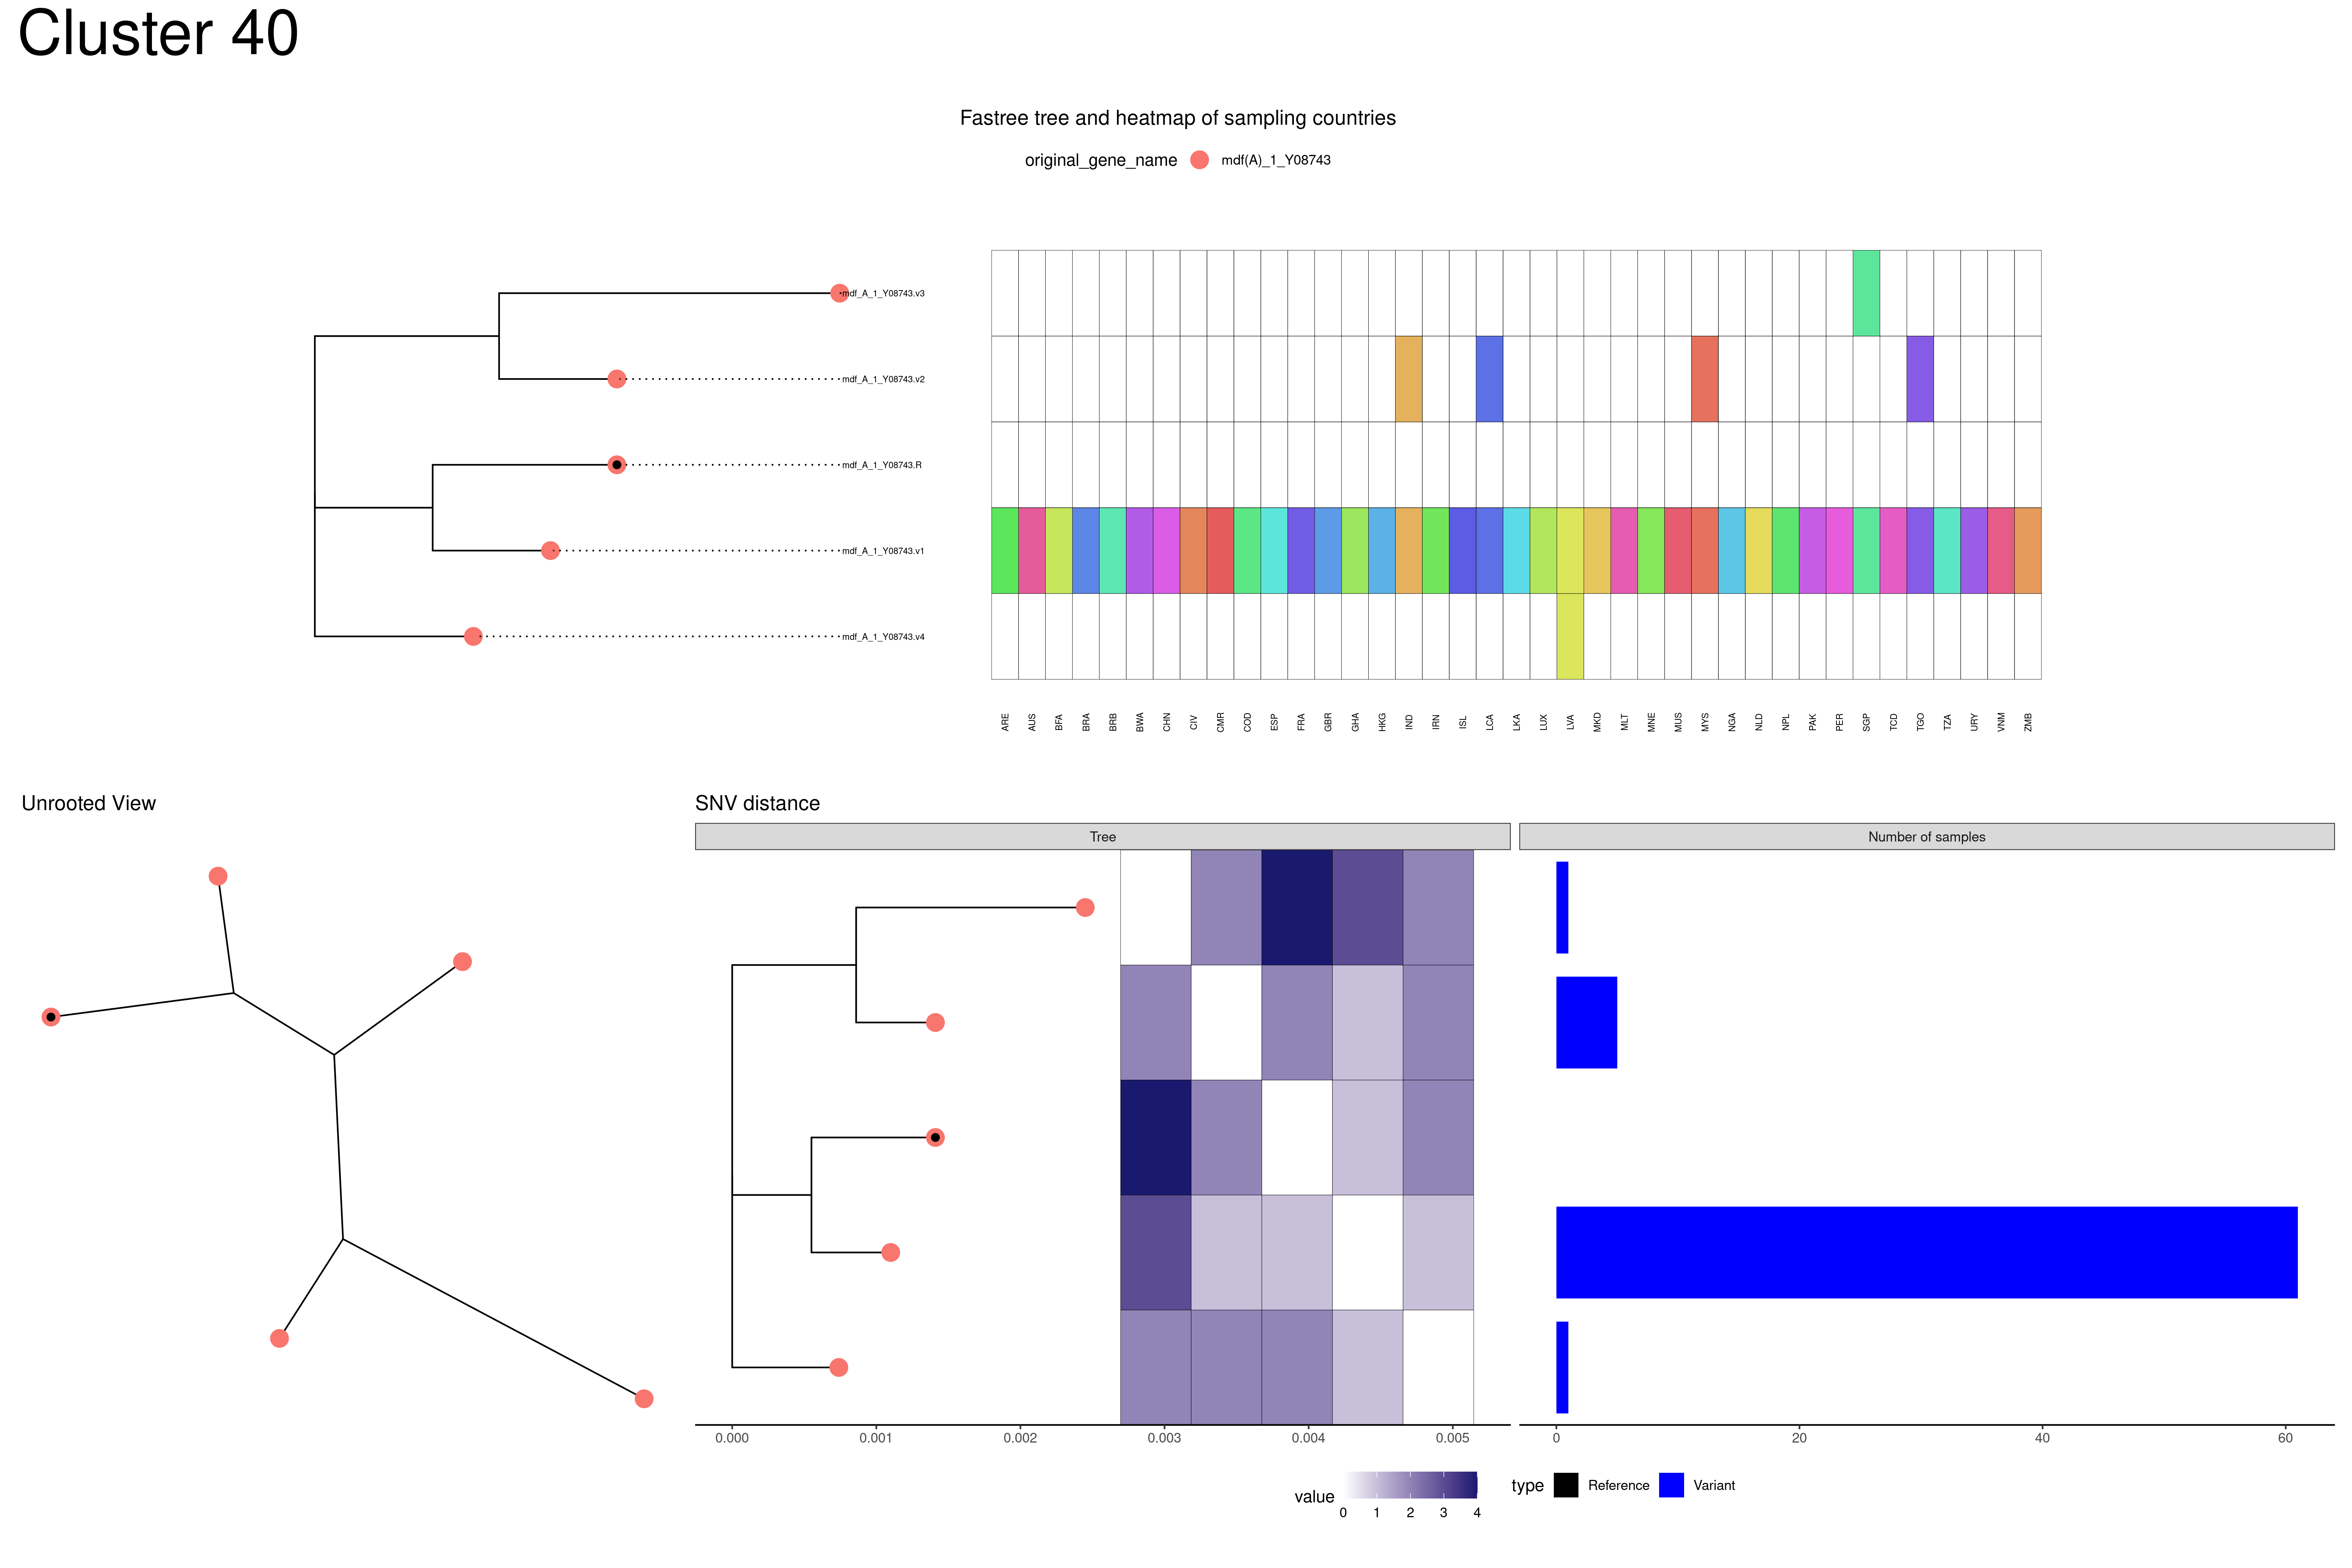 Cluster 40
Fastree tree and heatmap of sampling countries
original_gene_name mdf(A)_1_Y08743
mdf_A_1_Y08743.v3
mdf_A_1_Y08743.v2
mdf_A_1_Y08743.R
mdf_A_1_Y08743.v1
mdf_A_1_Y08743.v4
ARE AUS BFA BRA BRB BWA CHN CIV CMR COD ESP FRA GBR GHA HKG IND IRN ISL LCA LKA LUX LVA MKD MLT MNE MUS MYS NGA NLD NPL PAK PER SGP TCD TGO TZA URY VNM ZMB
Unrooted View
SNV distance
Tree
Number of samples
0.000 0.001 0.002 0.003 0.004 0.005
0 20 40 60
value
0 1 2 3 4
type Reference Variant